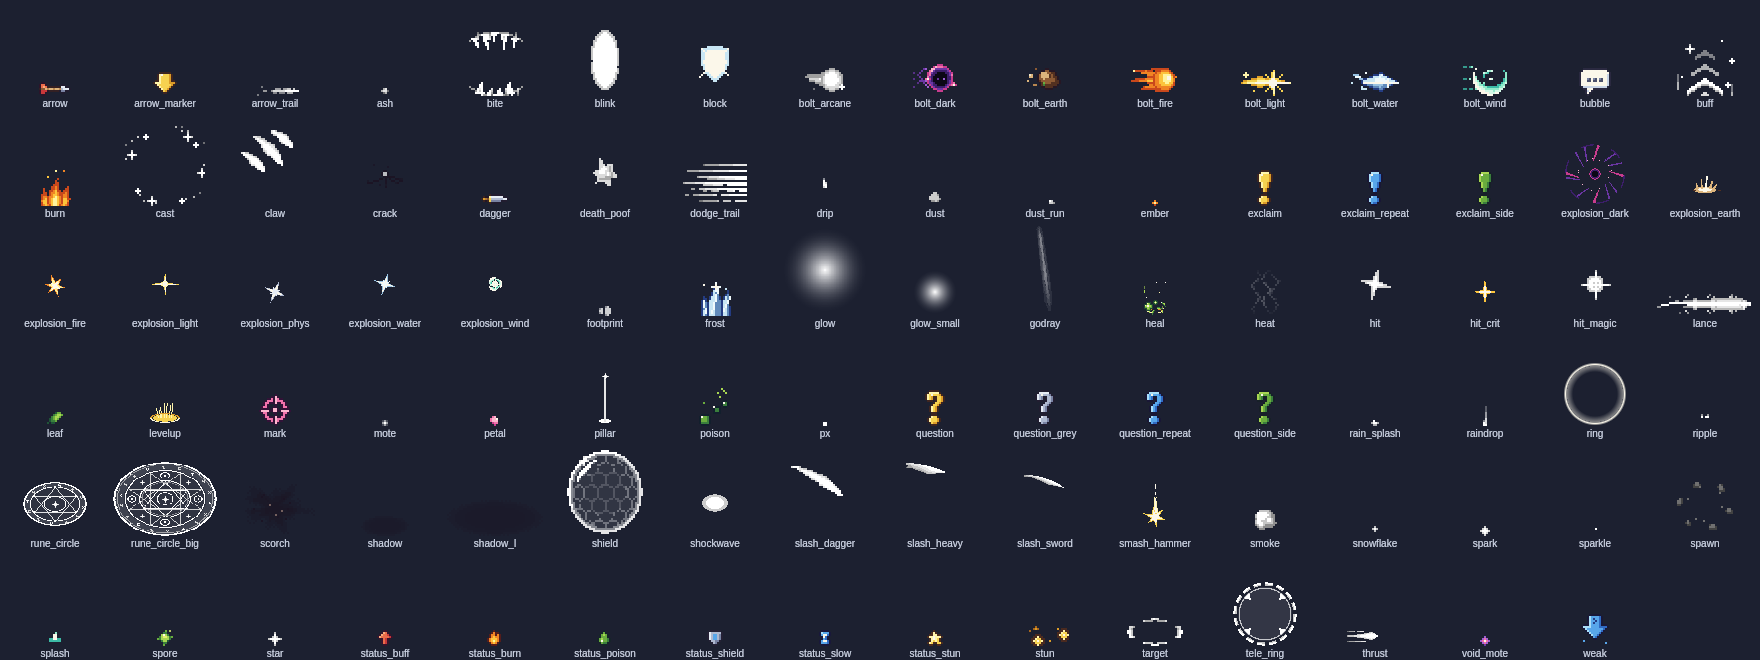 arrow arrow_marker arrow_trail ash bite blink block bolt_arcane bolt_dark bolt_earth bolt_fire bolt_light bolt_water bolt_wind bubble buff
burn cast claw crack dagger death_poof dodge_trail drip dust dust_run ember exclaim exclaim_repeat exclaim_side explosion_dark explosion_earth
explosion_fire explosion_light explosion_phys explosion_water explosion_wind footprint frost glow glow_small godray heal heat hit hit_crit hit_magic lance
leaf levelup mark mote petal pillar poison px question question_grey question_repeat question_side rain_splash raindrop ring ripple
rune_circle rune_circle_big scorch shadow shadow_l shield shockwave slash_dagger slash_heavy slash_sword smash_hammer smoke snowflake spark sparkle spawn
splash spore star status_buff status_burn status_poison status_shield status_slow status_stun stun target tele_ring thrust void_mote weak